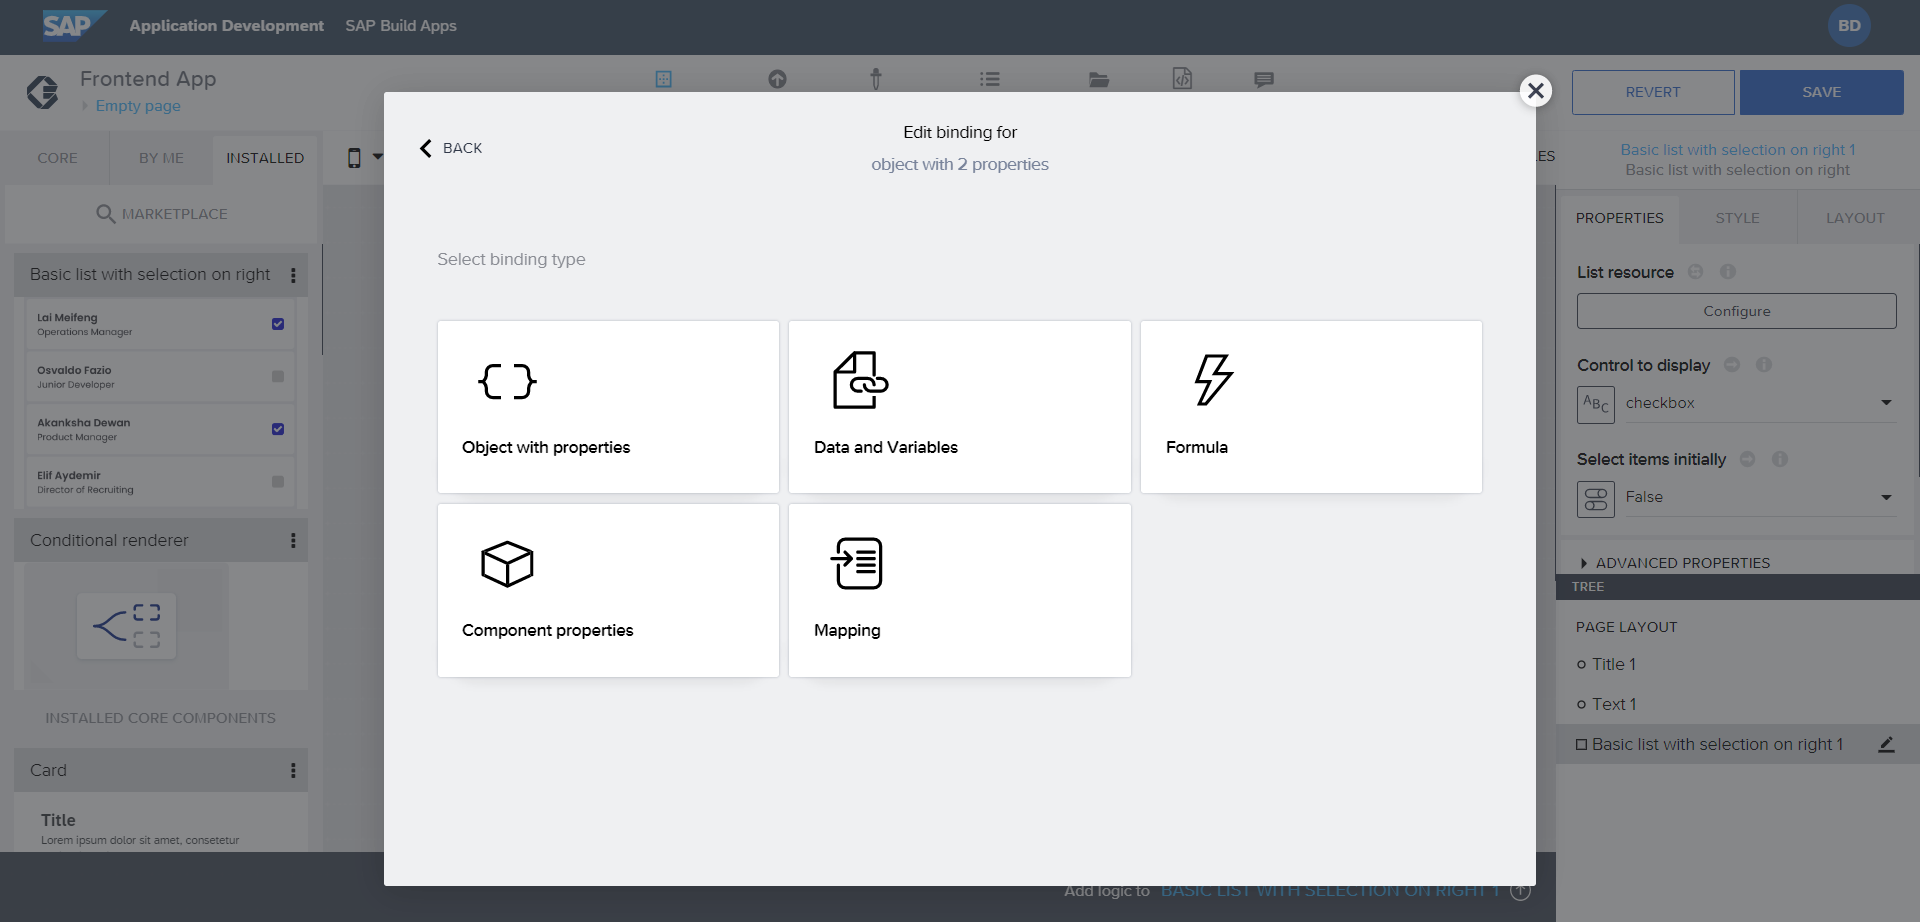 SAP
Application Development
SAP Build Apps
BD
Frontend App
Empty page
REVERT
SAVE
CORE
BY ME
INSTALLED
MARKETPLACE
Basic list with selection on right
Lai Meifeng
Operations Manager
Osvaldo Fazio
Junior Developer
Akanksha Dewan
Product Manager
Elif Aydemir
Director of Recruiting
Conditional renderer
INSTALLED CORE COMPONENTS
Card
Title
Lorem ipsum dolor sit amet, consetetur
BACK
Edit binding for
object with 2 properties
Select binding type
Object with properties
Data and Variables
Formula
Component properties
Mapping
Add logic to BASIC LIST WITH SELECTION ON RIGHT 1
LES
Basic list with selection on right 1
Basic list with selection on right
PROPERTIES
STYLE
LAYOUT
List resource
Configure
Control to display
ABC
checkbox
Select items initially
False
ADVANCED PROPERTIES
TREE
PAGE LAYOUT
Title 1
Text 1
Basic list with selection on right 1